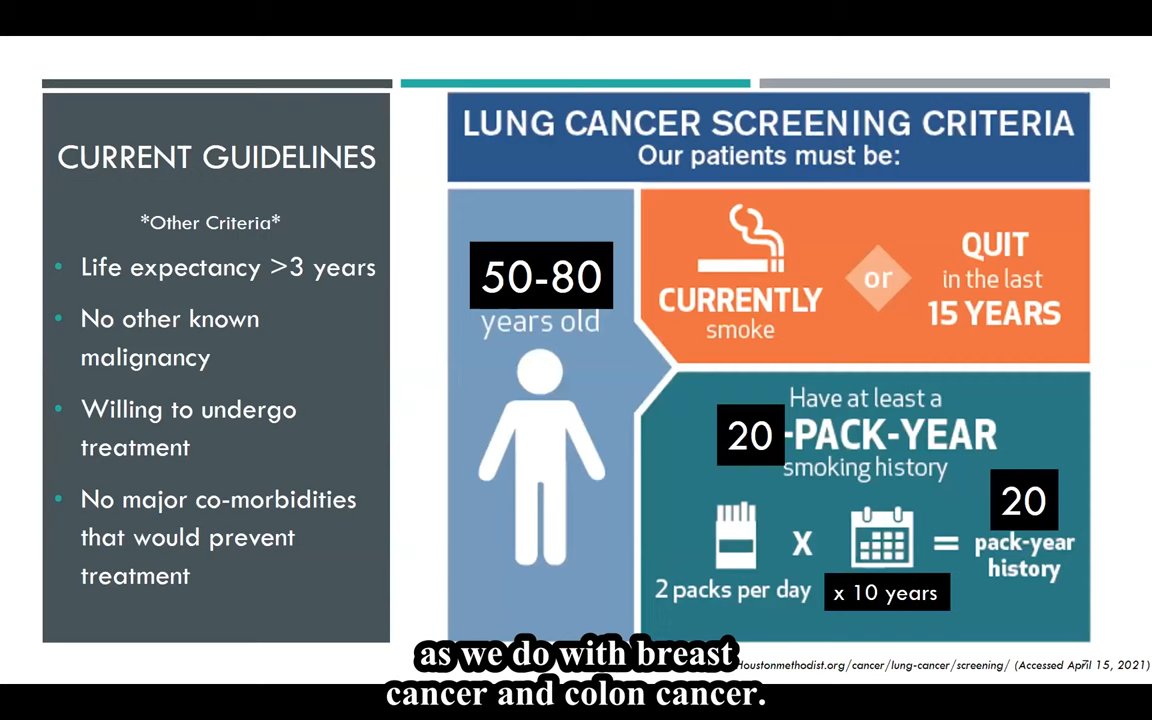 CURRENT GUIDELINES
*Other Criteria*
• Life expectancy >3 years
• No other known
malignancy
• Willing to undergo
treatment
• No major co-morbidities
that would prevent
treatment
LUNG CANCER SCREENING CRITERIA
Our patients must be:
50-80
years old
CURRENTLY
smoke
or
QUIT
in the last
15 YEARS
Have at least a
20-PACK-YEAR
smoking history
2 packs per day
X
x 10 years
=
20
pack-year
history
Houstonmethodist.org/cancer/lung-cancer/screening/ (Accessed April 15, 2021)
as we do with breast
cancer and colon cancer.